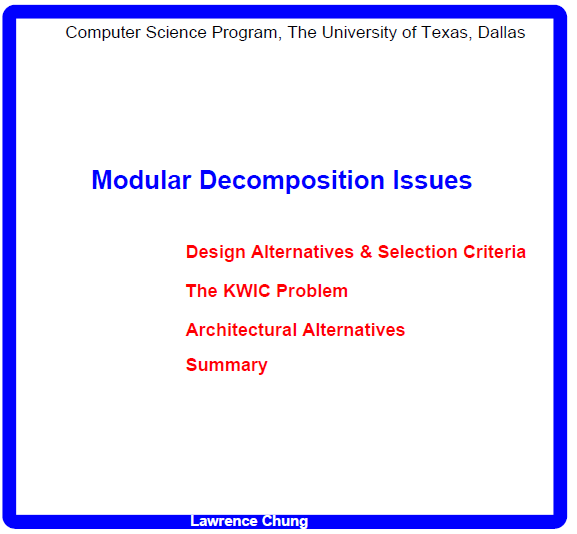 Computer Science Program, The University of Texas, Dallas
Modular Decomposition Issues
Design Alternatives & Selection Criteria
The KWIC Problem
Architectural Alternatives
Summary
Lawrence Chung